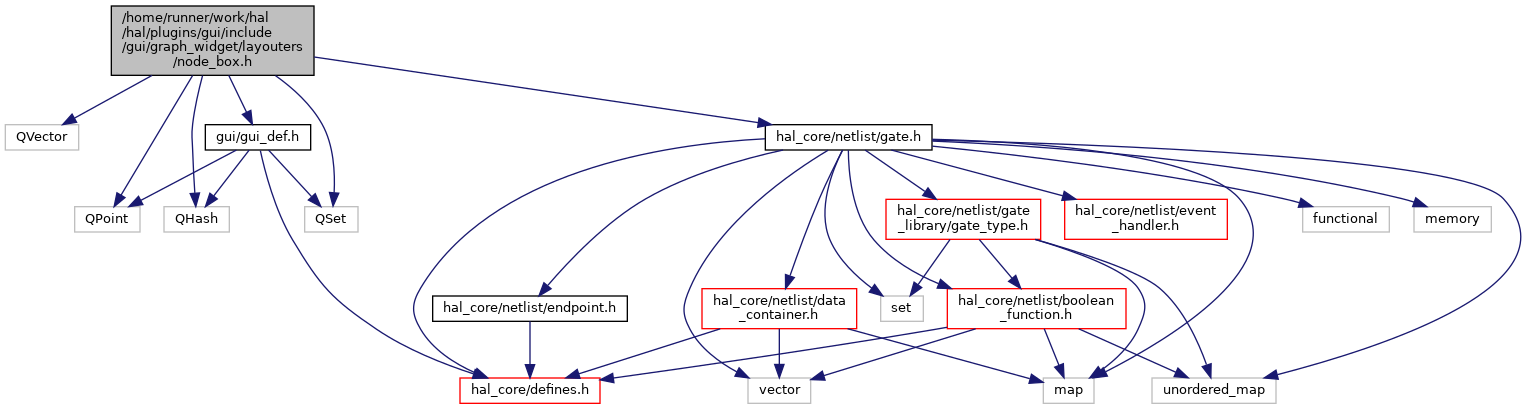 /home/runner/work/hal
/hal/plugins/gui/include
/gui/graph_widget/layouters
/node_box.h
QVector
gui/gui_def.h
hal_core/netlist/gate.h
QPoint
QHash
QSet
hal_core/netlist/gate
_library/gate_type.h
hal_core/netlist/event
_handler.h
functional
memory
hal_core/netlist/endpoint.h
hal_core/netlist/data
_container.h
set
hal_core/netlist/boolean
_function.h
hal_core/defines.h
vector
map
unordered_map